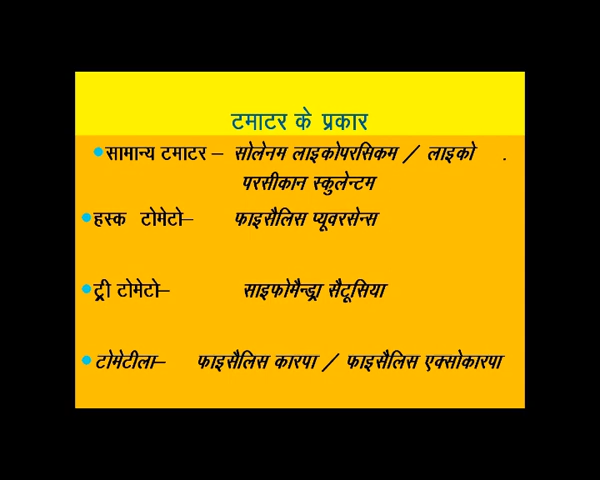 टमाटर के प्रकार
सामान्य टमाटर – सोलेनम लाइकोपरसिकम / लाइको .
परसीकान स्कुलेन्टम
हस्क टोमेटो– फाइसैलिस प्यूवरसेन्स
ट्री टोमेटो– साइफोमैन्ड्रा सैटूसिया
टोमेटीला– फाइसैलिस कारपा / फाइसैलिस एक्सोकारपा